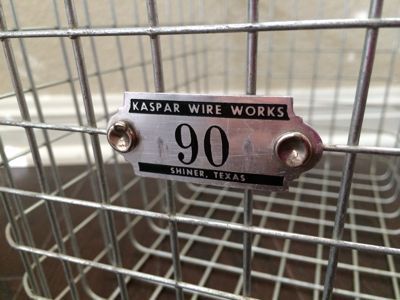 KASPAR WIRE WORKS
90
SHINER, TEXAS